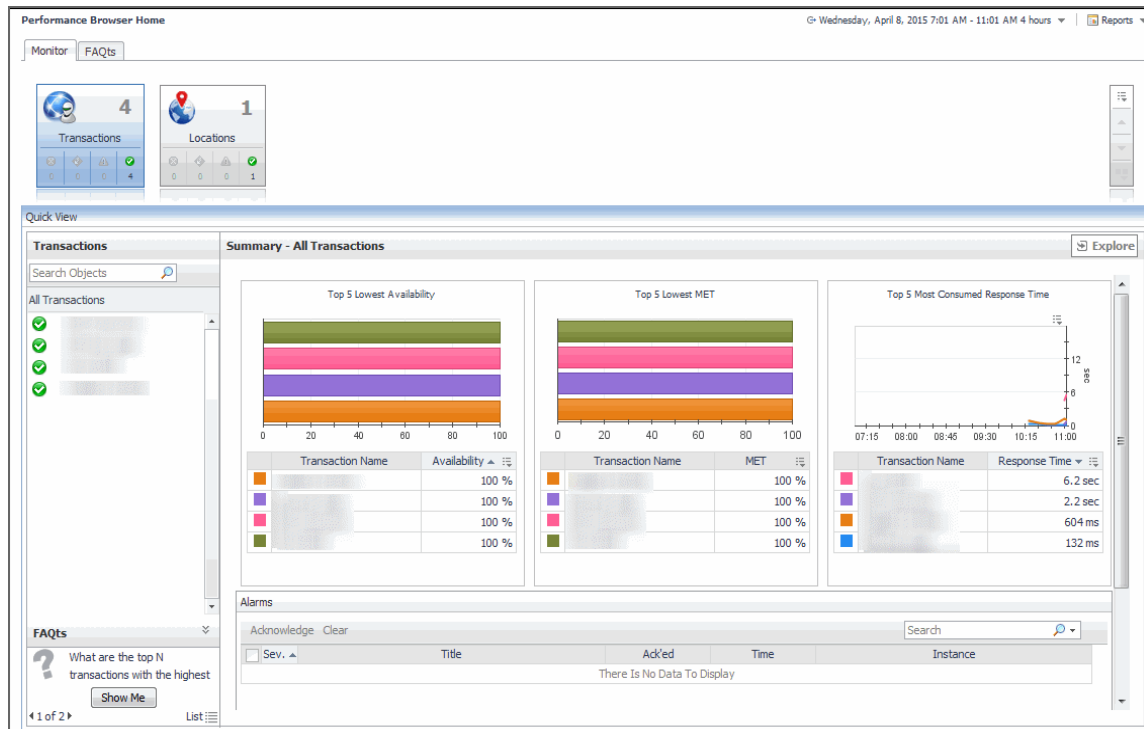 Performance Browser Home
Wednesday, April 8, 2015 7:01 AM - 11:01 AM 4 hours
Reports
Monitor
FAQts
4
Transactions
0 0 0 4
1
Locations
0 0 0 1
Quick View
Transactions
Search Objects
All Transactions
Summary - All Transactions
Explore
Top 5 Lowest Availability
0 20 40 60 80 100
Transaction Name Availability
100 %
100 %
100 %
100 %
Top 5 Lowest MET
0 20 40 60 80 100
Transaction Name MET
100 %
100 %
100 %
100 %
Top 5 Most Consumed Response Time
12
6
0
sec
07:15 08:00 08:45 09:30 10:15 11:00
Transaction Name Response Time
6.2 sec
2.2 sec
604 ms
132 ms
Alarms
Acknowledge Clear
Search
Sev. Title Ack'ed Time Instance
There Is No Data To Display
FAQts
?
What are the top N
transactions with the highest
Show Me
1 of 2
List